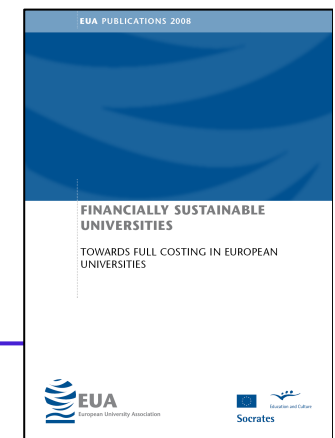 EUA PUBLICATIONS 2008
FINANCIALLY SUSTAINABLE
UNIVERSITIES
TOWARDS FULL COSTING IN EUROPEAN
UNIVERSITIES
EUA
European University Association
Education and Culture
Socrates